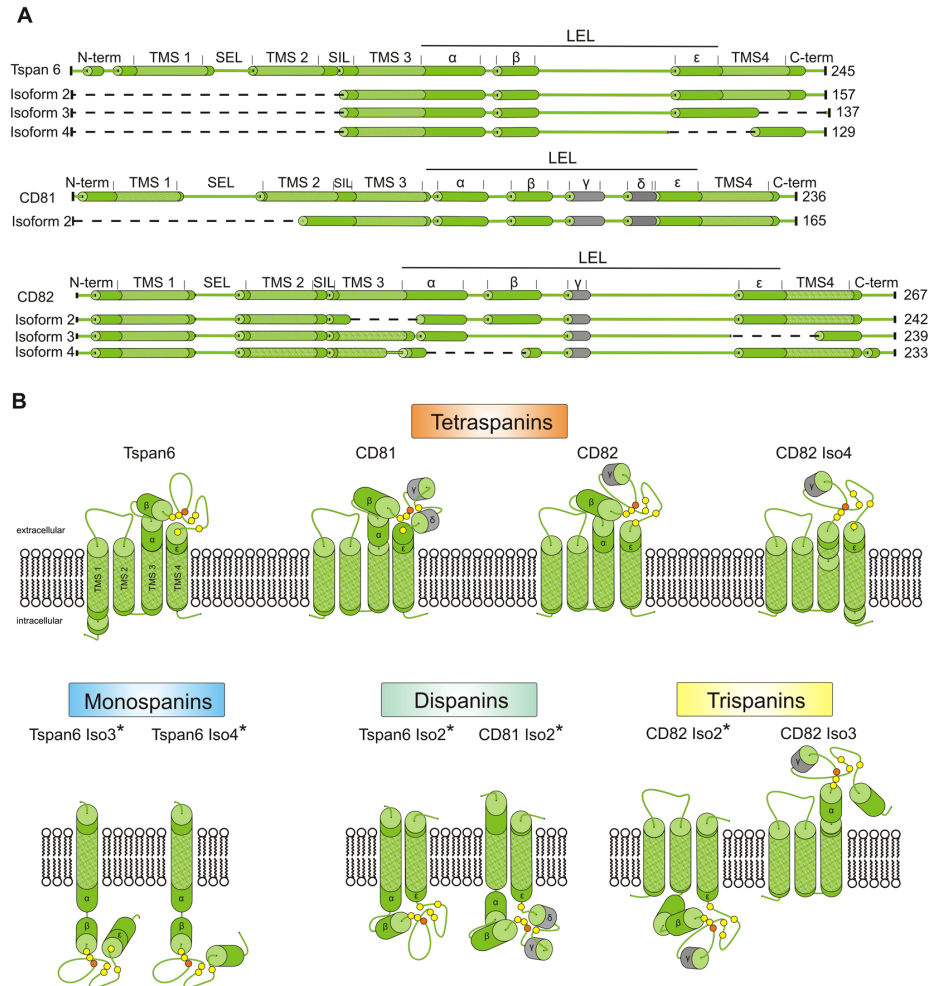 A
LEL
N-term TMS 1 SEL TMS 2 SIL TMS 3 α β ε TMS4 C-term
Tspan 6 245
Isoform 2 157
Isoform 3 137
Isoform 4 129
LEL
N-term TMS 1 SEL TMS 2 SIL TMS 3 α β γ δ ε TMS4 C-term
CD81 236
Isoform 2 165
LEL
N-term TMS 1 SEL TMS 2 SIL TMS 3 α β γ ε TMS4 C-term
CD82 267
Isoform 2 242
Isoform 3 239
Isoform 4 233
B
Tetraspanins
Tspan6 CD81 CD82 CD82 Iso4
γ γ γ
β β β
δ
extracellular
α ε α ε α
TMS 1 TMS 2 TMS 3 TMS 4
intracellular
Monospanins Dispanins Trispanins
Tspan6 Iso3* Tspan6 Iso4* Tspan6 Iso2* CD81 Iso2* CD82 Iso2* CD82 Iso3
γ
α
α α α ε α ε ε
β ε β β β δ β
γ γ